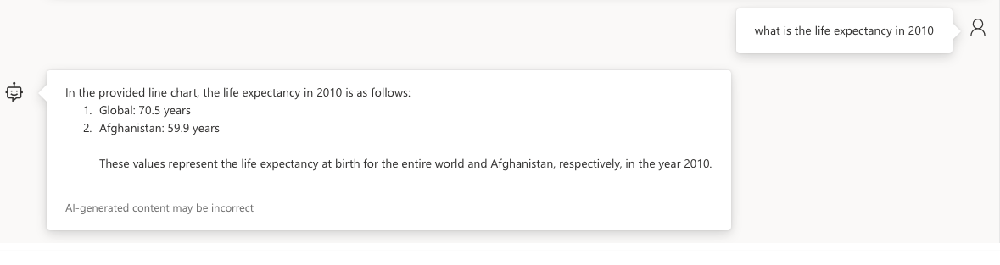 what is the life expectancy in 2010
In the provided line chart, the life expectancy in 2010 is as follows:
1. Global: 70.5 years
2. Afghanistan: 59.9 years
These values represent the life expectancy at birth for the entire world and Afghanistan, respectively, in the year 2010.
AI-generated content may be incorrect